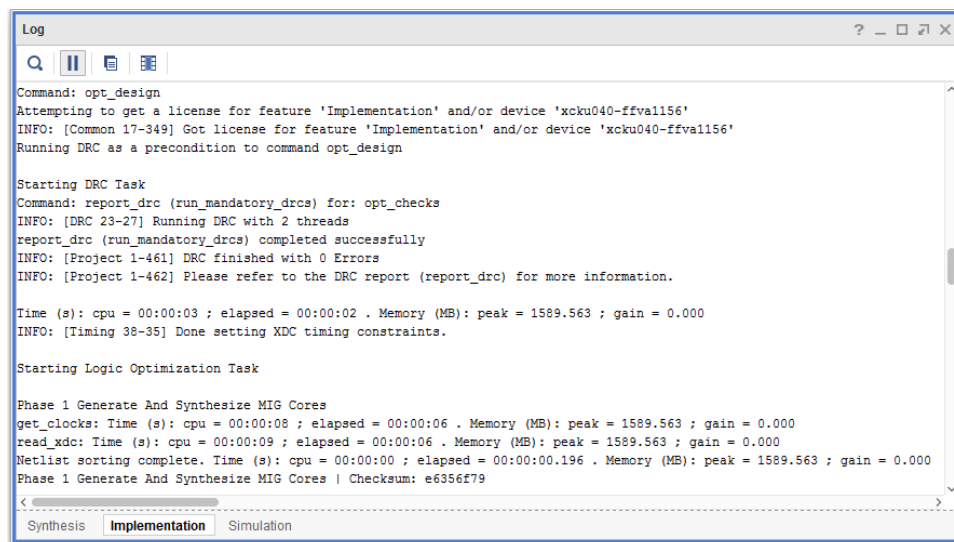 Log
Command: opt_design
Attempting to get a license for feature 'Implementation' and/or device 'xcku040-ffva1156'
INFO: [Common 17-349] Got license for feature 'Implementation' and/or device 'xcku040-ffva1156'
Running DRC as a precondition to command opt_design
Starting DRC Task
Command: report_drc (run_mandatory_drcs) for: opt_checks
INFO: [DRC 23-27] Running DRC with 2 threads
report_drc (run_mandatory_drcs) completed successfully
INFO: [Project 1-461] DRC finished with 0 Errors
INFO: [Project 1-462] Please refer to the DRC report (report_drc) for more information.
Time (s): cpu = 00:00:03 ; elapsed = 00:00:02 . Memory (MB): peak = 1589.563 ; gain = 0.000
INFO: [Timing 38-35] Done setting XDC timing constraints.
Starting Logic Optimization Task
Phase 1 Generate And Synthesize MIG Cores
get_clocks: Time (s): cpu = 00:00:08 ; elapsed = 00:00:06 . Memory (MB): peak = 1589.563 ; gain = 0.000
read_xdc: Time (s): cpu = 00:00:09 ; elapsed = 00:00:06 . Memory (MB): peak = 1589.563 ; gain = 0.000
Netlist sorting complete. Time (s): cpu = 00:00:00 ; elapsed = 00:00:00.196 . Memory (MB): peak = 1589.563 ; gain = 0.000
Phase 1 Generate And Synthesize MIG Cores | Checksum: e6356f79
Synthesis Implementation Simulation